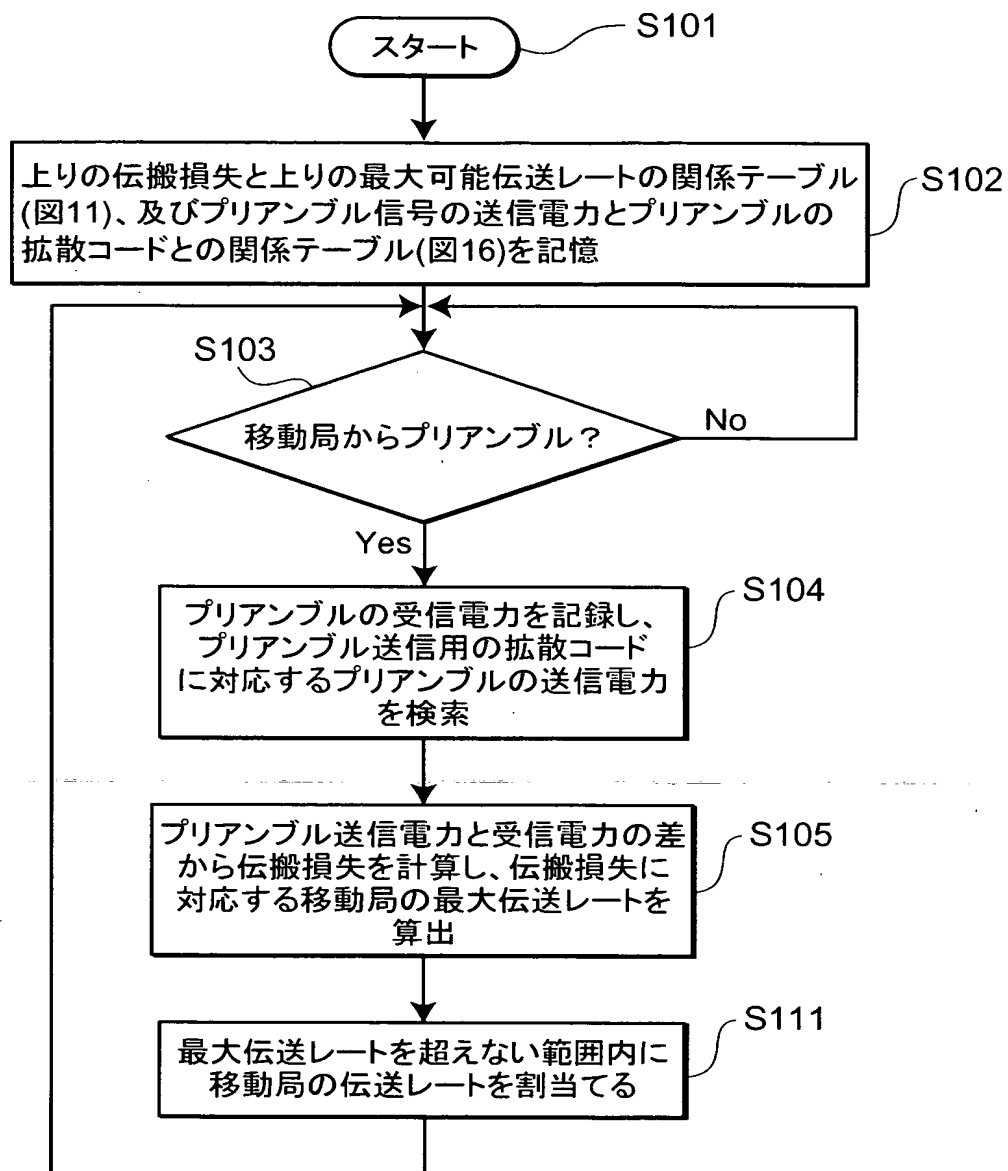 スタート
S101
上りの伝搬損失と上りの最大可能伝送レートの関係テーブル
(図11)、及びプリアンブル信号の送信電力とプリアンブルの
拡散コードとの関係テーブル(図16)を記憶
S102
S103
移動局からプリアンブル？
No
Yes
S104
プリアンブルの受信電力を記録し、
プリアンブル送信用の拡散コード
に対応するプリアンブルの送信電力
を検索
プリアンブル送信電力と受信電力の差
から伝搬損失を計算し、伝搬損失に
対応する移動局の最大伝送レートを
算出
S105
S111
最大伝送レートを超えない範囲内に
移動局の伝送レートを割当てる